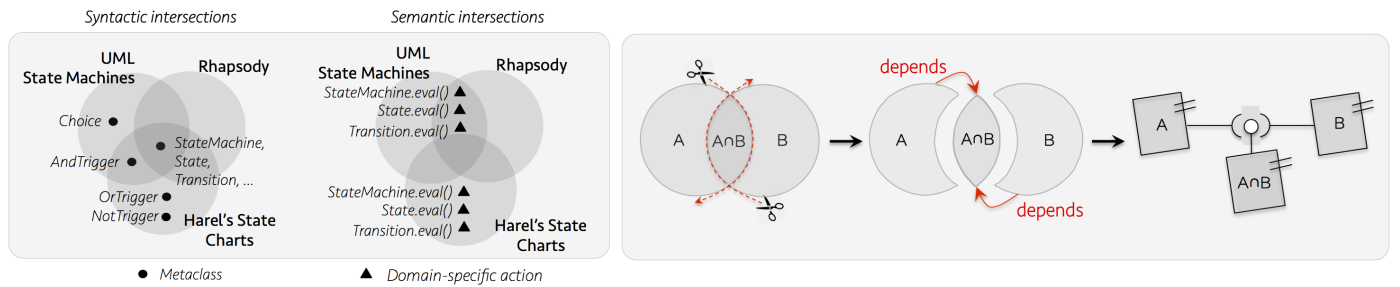 Syntactic intersections
Semantic intersections
UML
State Machines
Rhapsody
Choice
AndTrigger
StateMachine,
State,
Transition, ...
OrTrigger
NotTrigger
Harel's State
Charts
UML
State Machines
Rhapsody
StateMachine.eval()
State.eval()
Transition.eval()
StateMachine.eval()
State.eval()
Transition.eval()
Harel's State
Charts
Metaclass
Domain-specific action
A
A∩B
B
depends
A
A∩B
B
depends
A
B
A∩B